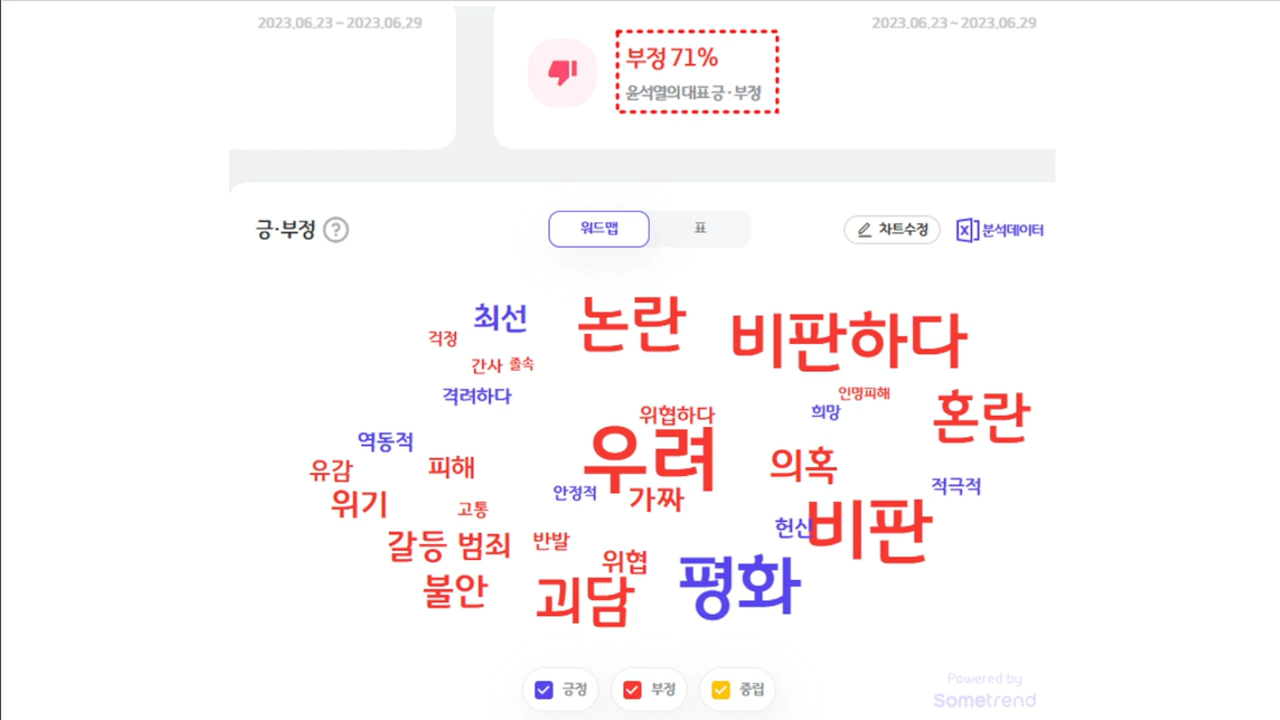 2023.06.23 ~ 2023.06.29
2023.06.23 ~ 2023.06.29
부정 71%
윤석열의 대표 긍·부정
긍·부정 ?
워드맵
표
차트수정
X 분석데이터
최선
논란
비판하다
걱정
간사 졸속
격려하다
인명피해
희망
혼란
위협하다
역동적
우려
유감
피해
의혹
적극적
안정적
가짜
위기
고통
헌신
비판
갈등 범죄
반발
위협
평화
불안
괴담
긍정
부정
중립
Powered by
Sometrend